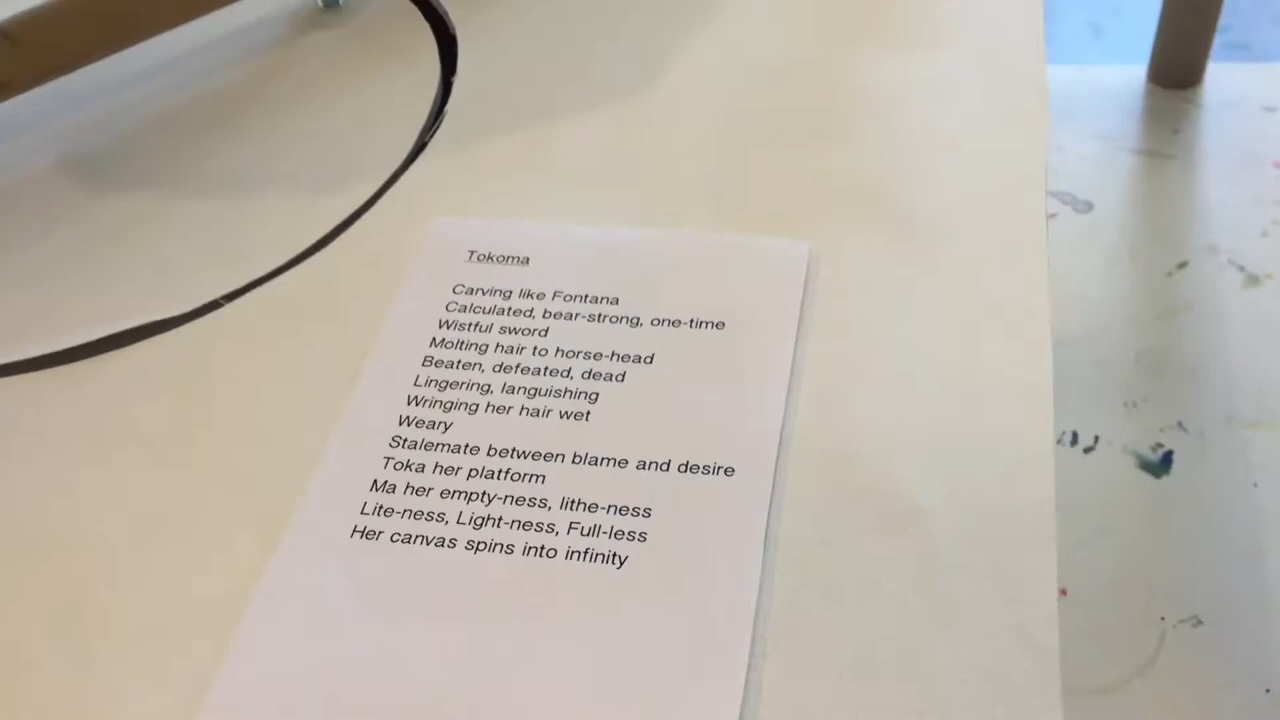 Tokoma
Carving like Fontana
Calculated, bear-strong, one-time
Wistful sword
Molting hair to horse-head
Beaten, defeated, dead
Lingering, languishing
Wringing her hair wet
Weary
Stalemate between blame and desire
Toka her platform
Ma her empty-ness, lithe-ness
Lite-ness, Light-ness, Full-less
Her canvas spins into infinity